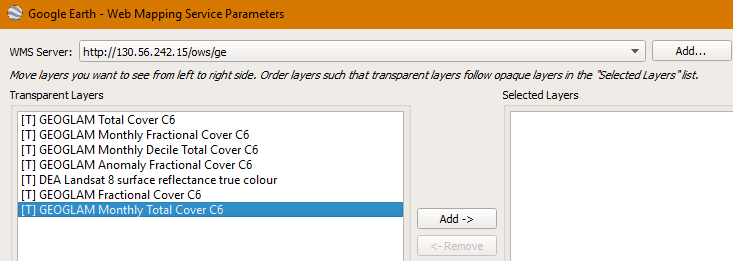 Google Earth - Web Mapping Service Parameters
WMS Server: http://130.56.242.15/ows/ge Add...
Move layers you want to see from left to right side. Order layers such that transparent layers follow opaque layers in the "Selected Layers" list.
Transparent Layers Selected Layers
[T] GEOGLAM Total Cover C6
[T] GEOGLAM Monthly Fractional Cover C6
[T] GEOGLAM Monthly Decile Total Cover C6
[T] GEOGLAM Anomaly Fractional Cover C6
[T] DEA Landsat 8 surface reflectance true colour
[T] GEOGLAM Fractional Cover C6
[T] GEOGLAM Monthly Total Cover C6
Add ->
<- Remove